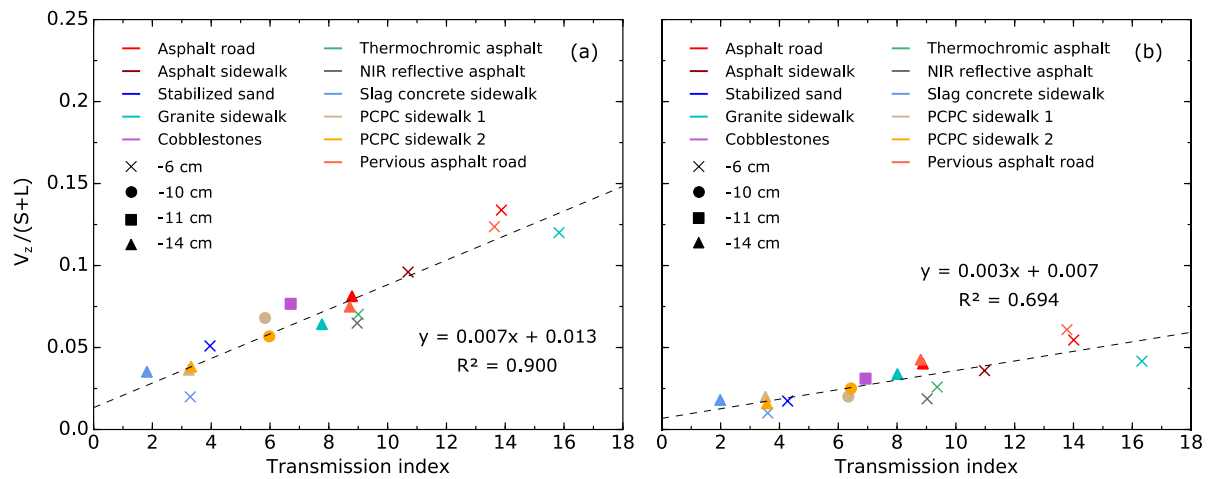 0.25
0.20
0.15
0.10
0.05
0.0
V_z/(S+L)
Asphalt road
Asphalt sidewalk
Stabilized sand
Granite sidewalk
Cobblestones
-6 cm
-10 cm
-11 cm
-14 cm
Thermochromic asphalt
NIR reflective asphalt
Slag concrete sidewalk
PCPC sidewalk 1
PCPC sidewalk 2
Pervious asphalt road
(a)
y = 0.007x + 0.013
R² = 0.900
0 2 4 6 8 10 12 14 16 18
Transmission index
Asphalt road
Asphalt sidewalk
Stabilized sand
Granite sidewalk
Cobblestones
-6 cm
-10 cm
-11 cm
-14 cm
Thermochromic asphalt
NIR reflective asphalt
Slag concrete sidewalk
PCPC sidewalk 1
PCPC sidewalk 2
Pervious asphalt road
(b)
y = 0.003x + 0.007
R² = 0.694
0 2 4 6 8 10 12 14 16 18
Transmission index